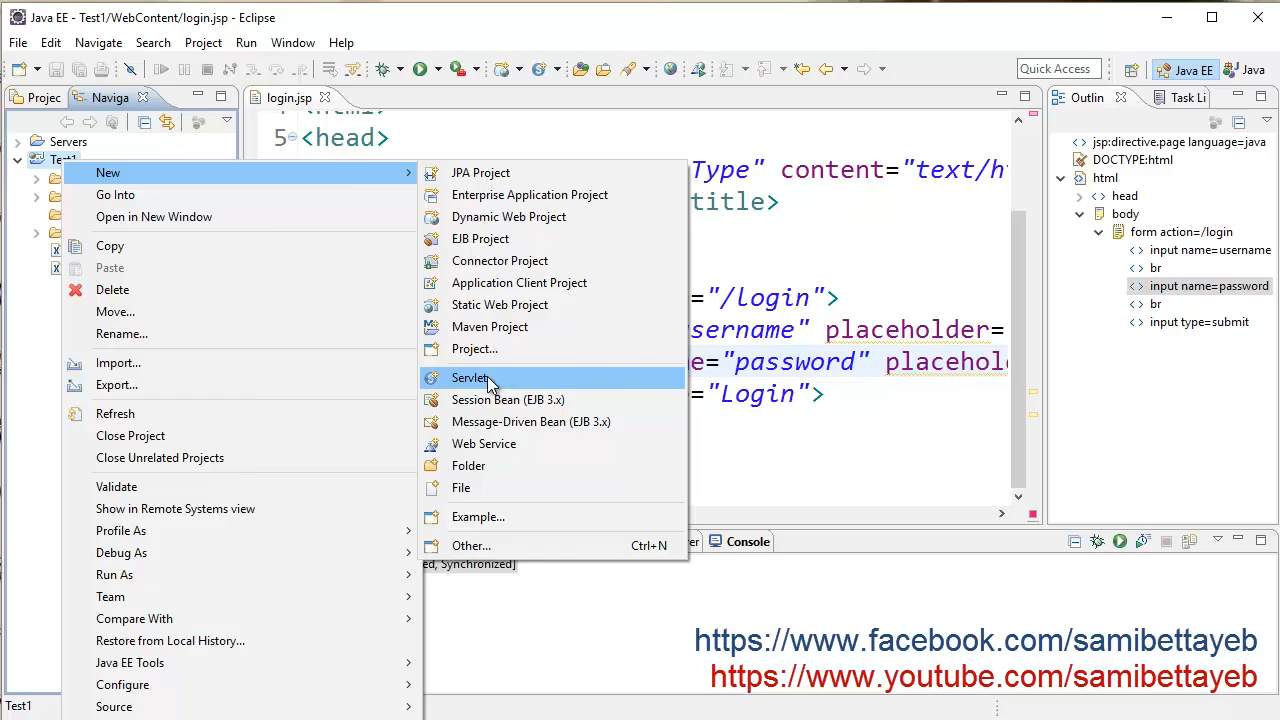 Java EE - Test1/WebContent/login.jsp - Eclipse
File Edit Navigate Search Project Run Window Help
Quick Access
Java EE
Java
Projec
Naviga
login.jsp
Outlin
Task Li
Servers
Test1
New
Go Into
Open in New Window
Copy
Paste
Delete
Move...
Rename...
Import...
Export...
Refresh
Close Project
Close Unrelated Projects
Validate
Show in Remote Systems view
Profile As
Debug As
Run As
Team
Compare With
Restore from Local History...
Java EE Tools
Configure
Source
JPA Project
Enterprise Application Project
Dynamic Web Project
EJB Project
Connector Project
Application Client Project
Static Web Project
Maven Project
Project...
Servlet
Session Bean (EJB 3.x)
Message-Driven Bean (EJB 3.x)
Web Service
Folder
File
Example...
Other... Ctrl+N
5 <head>
Type" content="text/h
title>
="/login">
sername" placeholder=
e="password" placehol
="Login">
jsp:directive.page language=java
DOCTYPE:html
html
head
body
form action=/login
input name=username
br
input name=password
br
input type=submit
Console
ed, Synchronized]
https://www.facebook.com/samibettayeb
https://www.youtube.com/samibettayeb
Test1